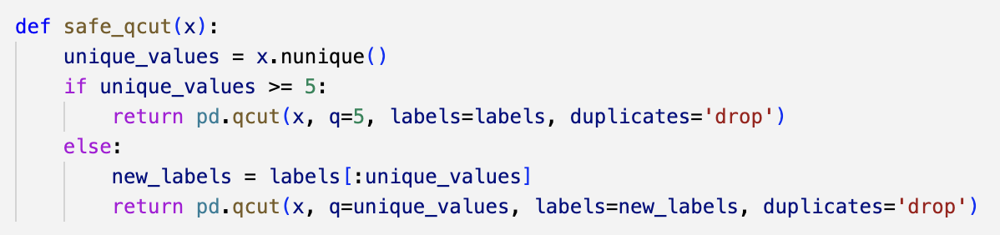 def safe_qcut(x):
    unique_values = x.nunique()
    if unique_values >= 5:
        return pd.qcut(x, q=5, labels=labels, duplicates='drop')
    else:
        new_labels = labels[:unique_values]
        return pd.qcut(x, q=unique_values, labels=new_labels, duplicates='drop')